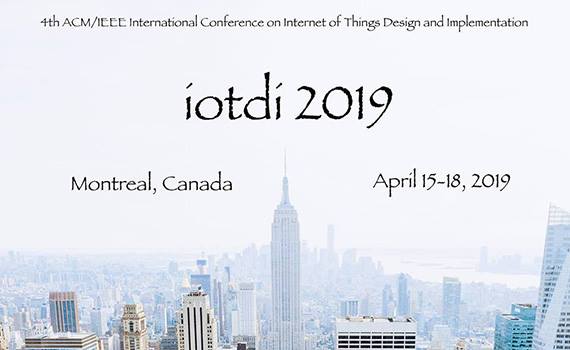 4th ACM/IEEE International Conference on Internet of Things Design and Implementation
iotdi 2019
Montreal, Canada
April 15-18, 2019